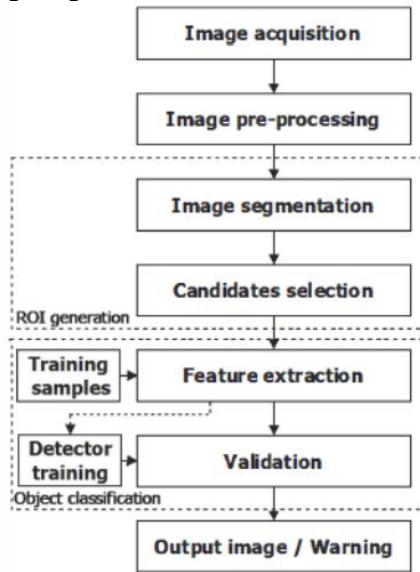 Image acquisition
Image pre-processing
Image segmentation
Candidates selection
ROI generation
Training
samples
Feature extraction
Detector
training
Validation
Object classification
Output image / Warning